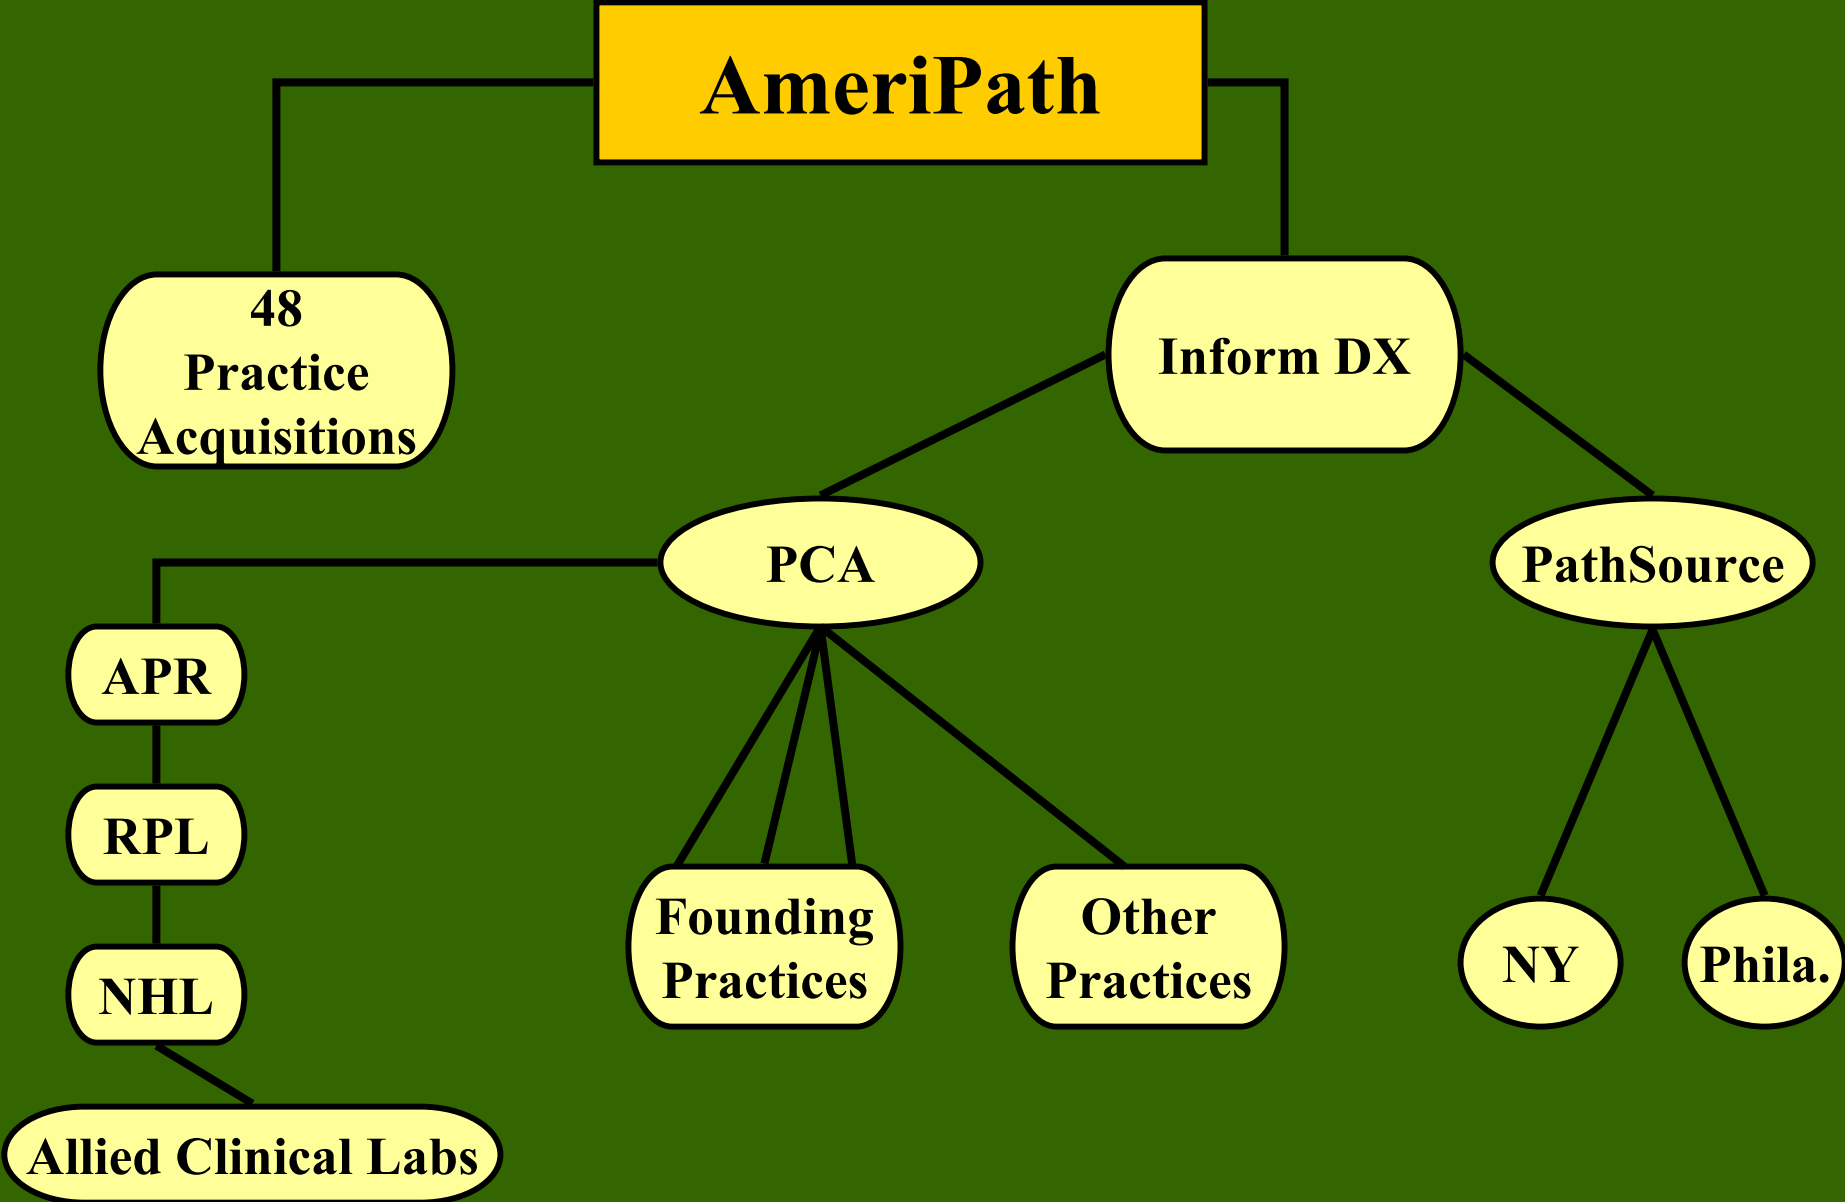 AmeriPath
48
Practice
Acquisitions
Inform DX
PCA
PathSource
APR
RPL
NHL
Allied Clinical Labs
Founding
Practices
Other
Practices
NY
Phila.